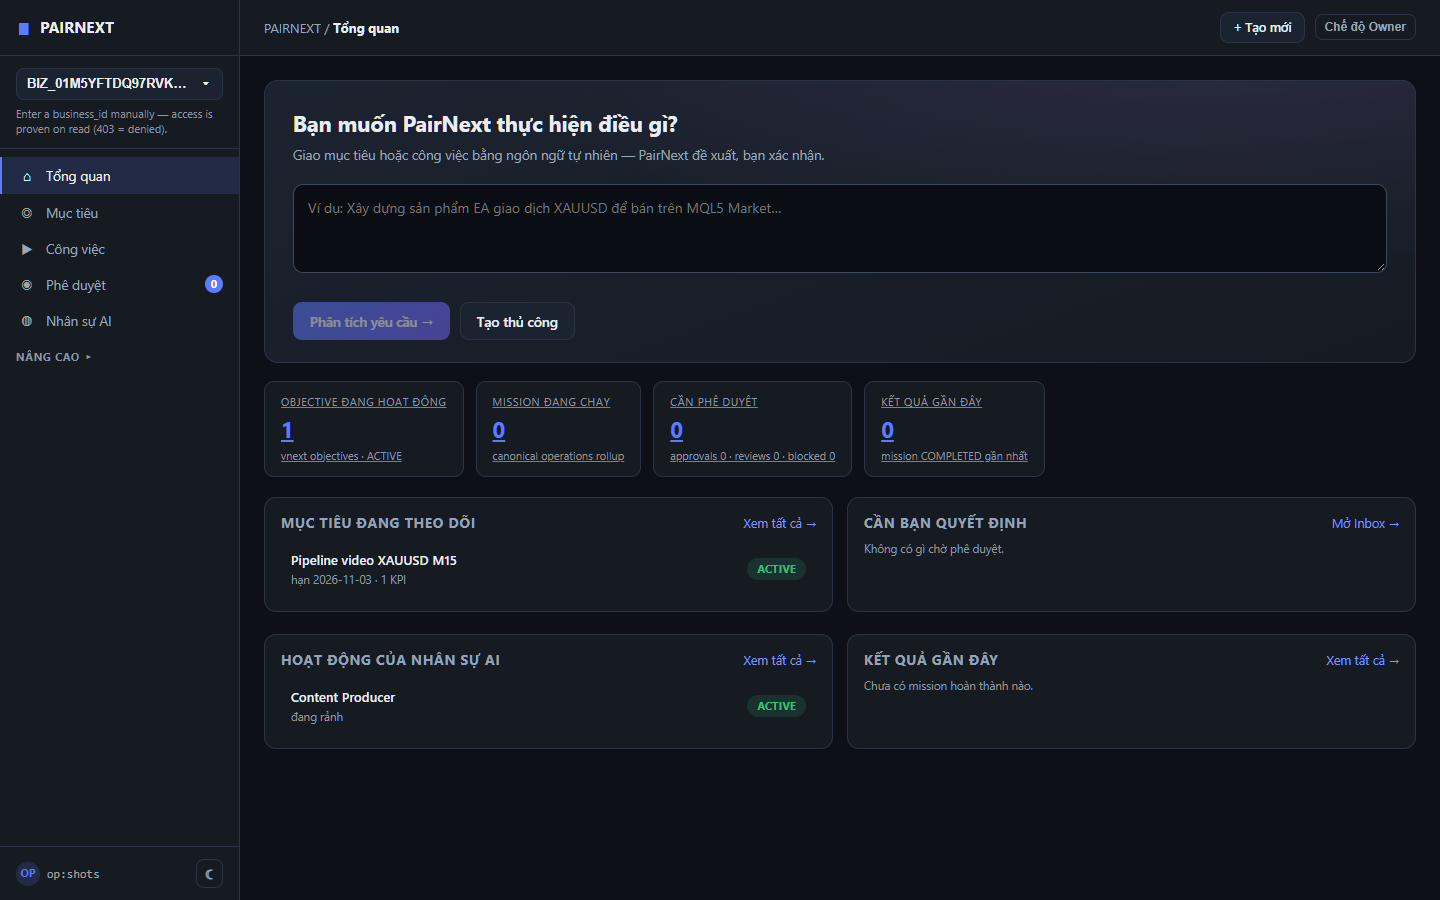 PAIRNEXT
BIZ_01M5YFTDQ97RVK...
Enter a business_id manually — access is
proven on read (403 = denied).
Tổng quan
Mục tiêu
Công việc
Phê duyệt 0
Nhân sự AI
NÂNG CAO
OP op:shots
PAIRNEXT / Tổng quan
+ Tạo mới
Chế độ Owner
Bạn muốn PairNext thực hiện điều gì?
Giao mục tiêu hoặc công việc bằng ngôn ngữ tự nhiên — PairNext đề xuất, bạn xác nhận.
Ví dụ: Xây dựng sản phẩm EA giao dịch XAUUSD để bán trên MQL5 Market...
Phân tích yêu cầu →
Tạo thủ công
OBJECTIVE ĐANG HOẠT ĐỘNG
1
vnext objectives · ACTIVE
MISSION ĐANG CHẠY
0
canonical operations rollup
CẦN PHÊ DUYỆT
0
approvals 0 · reviews 0 · blocked 0
KẾT QUẢ GẦN ĐÂY
0
mission COMPLETED gần nhất
MỤC TIÊU ĐANG THEO DÕI
Xem tất cả →
Pipeline video XAUUSD M15
hạn 2026-11-03 · 1 KPI
ACTIVE
CẦN BẠN QUYẾT ĐỊNH
Mở Inbox →
Không có gì chờ phê duyệt.
HOẠT ĐỘNG CỦA NHÂN SỰ AI
Xem tất cả →
Content Producer
đang rảnh
ACTIVE
KẾT QUẢ GẦN ĐÂY
Xem tất cả →
Chưa có mission hoàn thành nào.